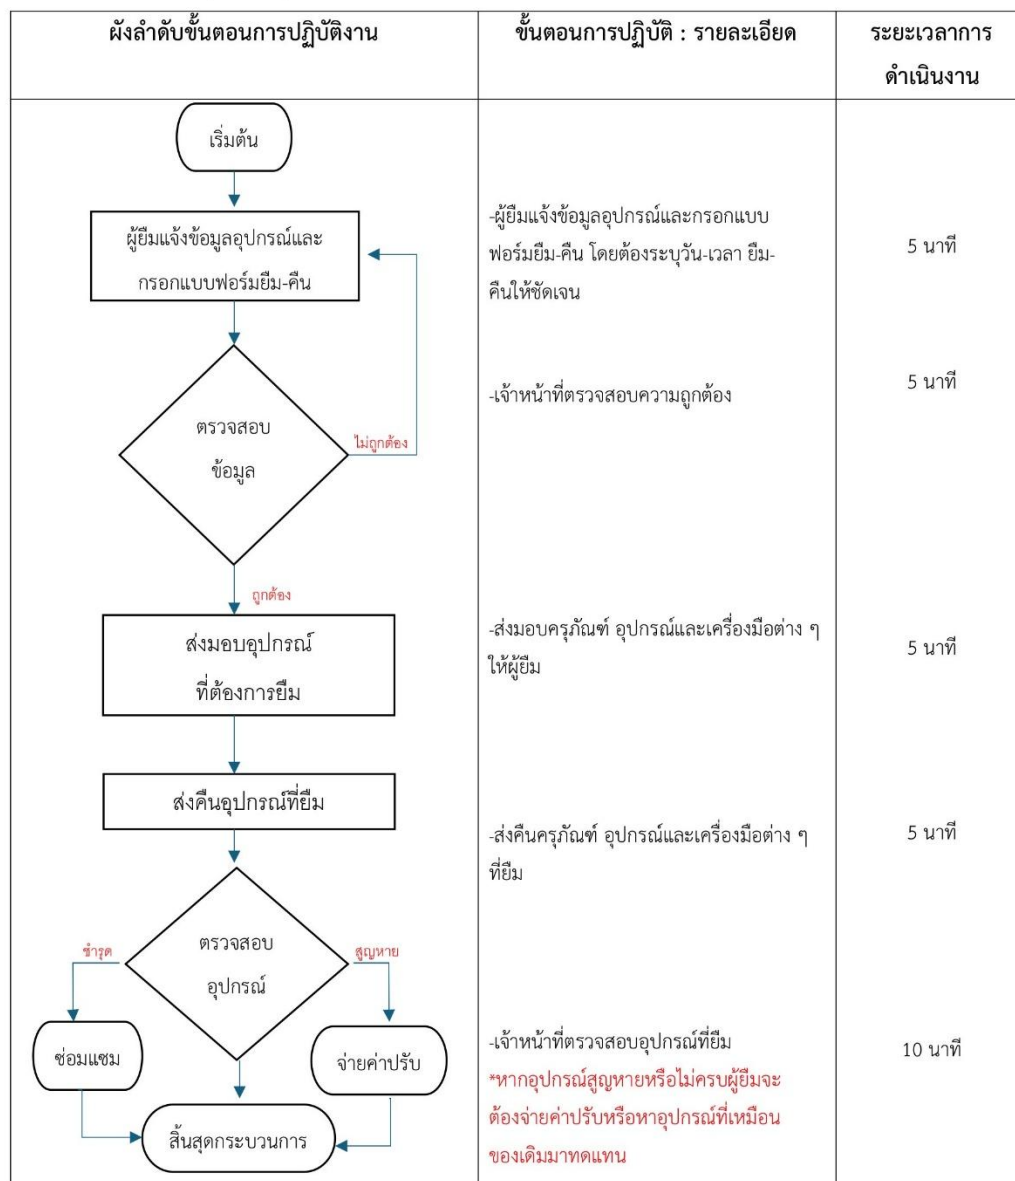 ผังลำดับขั้นตอนการปฏิบัติงาน
ขั้นตอนการปฏิบัติ : รายละเอียด
ระยะเวลาการ
ดำเนินงาน
เริ่มต้น
ผู้ยืมแจ้งข้อมูลอุปกรณ์และ
กรอกแบบฟอร์มยืม-คืน
-ผู้ยืมแจ้งข้อมูลอุปกรณ์และกรอกแบบ
ฟอร์มยืม-คืน โดยต้องระบุวัน-เวลา ยืม-
คืนให้ชัดเจน
5 นาที
ตรวจสอบ
ข้อมูล
ไม่ถูกต้อง
-เจ้าหน้าที่ตรวจสอบความถูกต้อง
5 นาที
ถูกต้อง
ส่งมอบอุปกรณ์
ที่ต้องการยืม
-ส่งมอบครุภัณฑ์ อุปกรณ์และเครื่องมือต่าง ๆ
ให้ผู้ยืม
5 นาที
ส่งคืนอุปกรณ์ที่ยืม
-ส่งคืนครุภัณฑ์ อุปกรณ์และเครื่องมือต่าง ๆ
ที่ยืม
5 นาที
ตรวจสอบ
อุปกรณ์
ชำรุด
สูญหาย
ซ่อมแซม
จ่ายค่าปรับ
สิ้นสุดกระบวนการ
-เจ้าหน้าที่ตรวจสอบอุปกรณ์ที่ยืม
*หากอุปกรณ์สูญหายหรือไม่ครบผู้ยืมจะ
ต้องจ่ายค่าปรับหรือหาอุปกรณ์ที่เหมือน
ของเดิมมาทดแทน
10 นาที